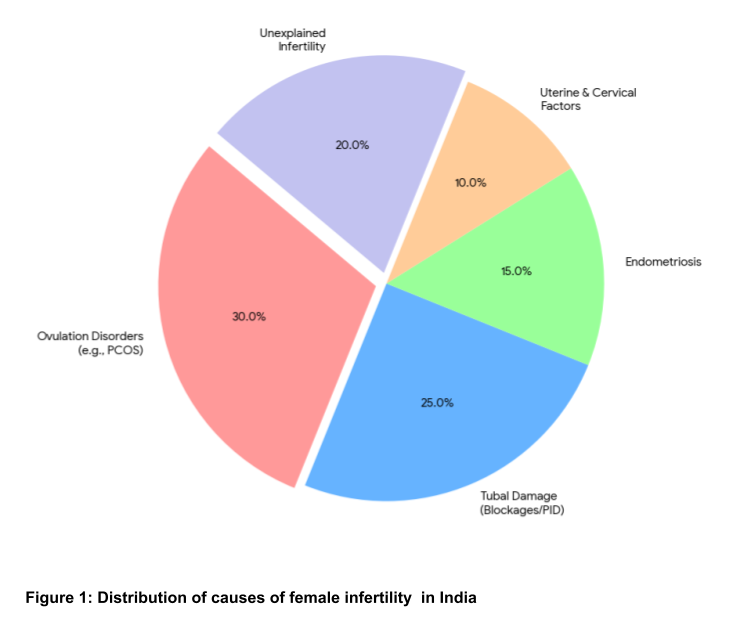 Unexplained
Infertility
Uterine & Cervical
Factors
20.0%
10.0%
Endometriosis
15.0%
30.0%
Ovulation Disorders
(e.g., PCOS)
25.0%
Tubal Damage
(Blockages/PID)
Figure 1: Distribution of causes of female infertility  in India